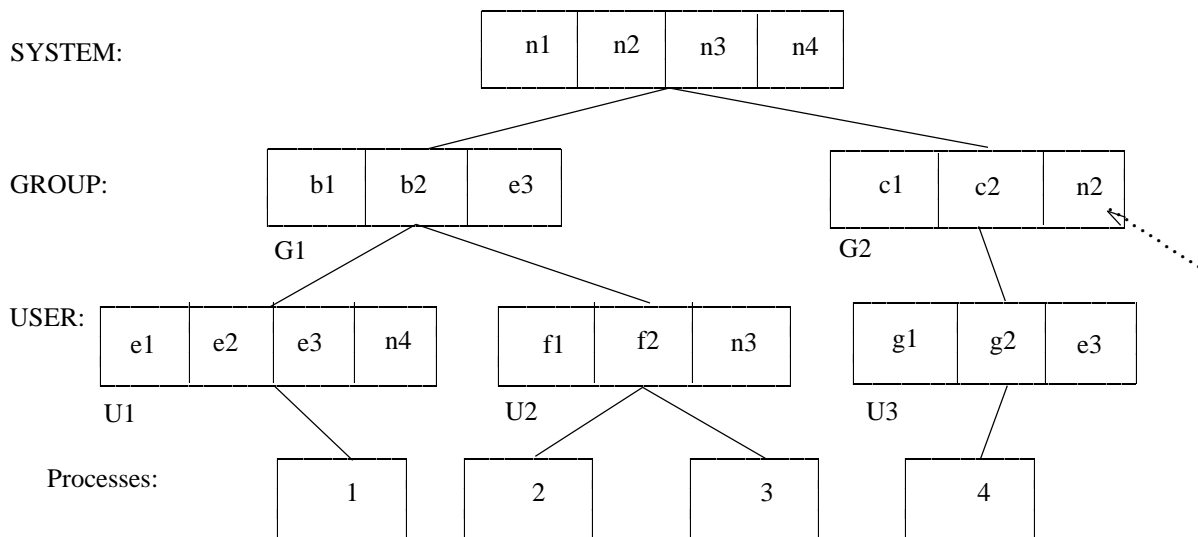 SYSTEM: n1 n2 n3 n4
GROUP: b1 b2 e3 c1 c2 n2
G1 G2
USER: e1 e2 e3 n4 f1 f2 n3 g1 g2 e3
U1 U2 U3
Processes: 1 2 3 4